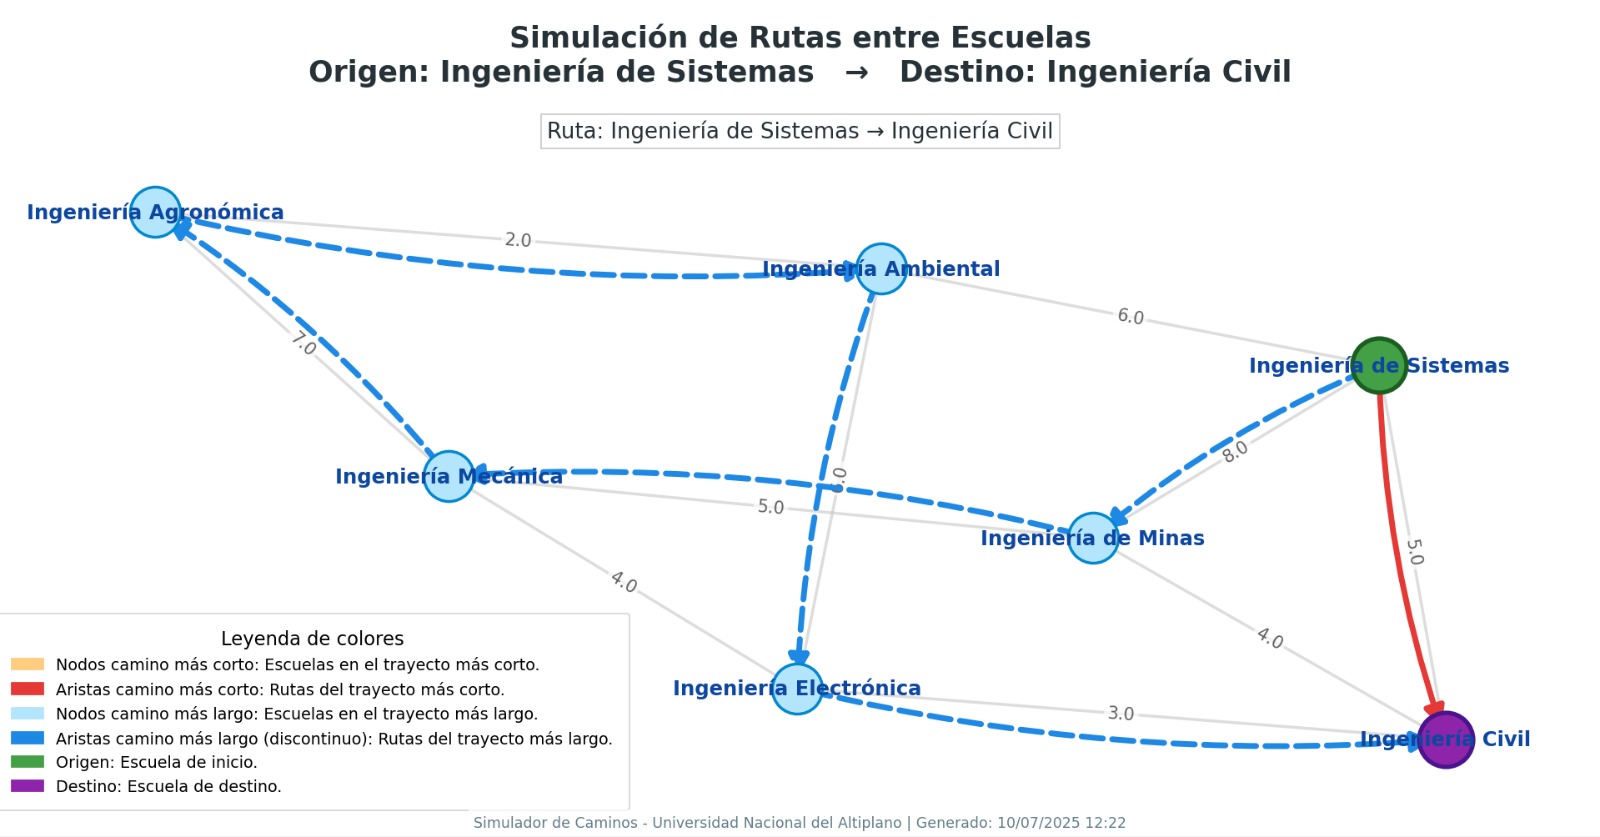 Simulación de Rutas entre Escuelas
Origen: Ingeniería de Sistemas → Destino: Ingeniería Civil
Ruta: Ingeniería de Sistemas → Ingeniería Civil
Ingeniería Agronómica
2.0
Ingeniería Ambiental
6.0
7.0
Ingeniería de Sistemas
8.0
Ingeniería Mecánica
5.0
Ingeniería de Minas
5.0
4.0
4.0
Ingeniería Electrónica
3.0
Ingeniería Civil
Leyenda de colores
Nodos camino más corto: Escuelas en el trayecto más corto.
Aristas camino más corto: Rutas del trayecto más corto.
Nodos camino más largo: Escuelas en el trayecto más largo.
Aristas camino más largo (discontinuo): Rutas del trayecto más largo.
Origen: Escuela de inicio.
Destino: Escuela de destino.
Simulador de Caminos - Universidad Nacional del Altiplano | Generado: 10/07/2025 12:22